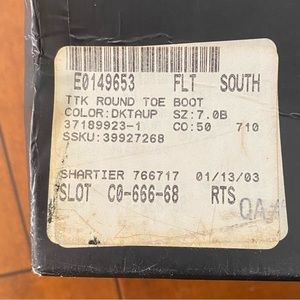 E0149653 FLT SOUTH
TTK ROUND TOE BOOT
COLOR:DKTAUP SZ:7.0B
37189923-1 CO:50 710
SSKU:39927268
SHARTIER 766717 01/13/03
SLOT C0-666-68 RTS
QA